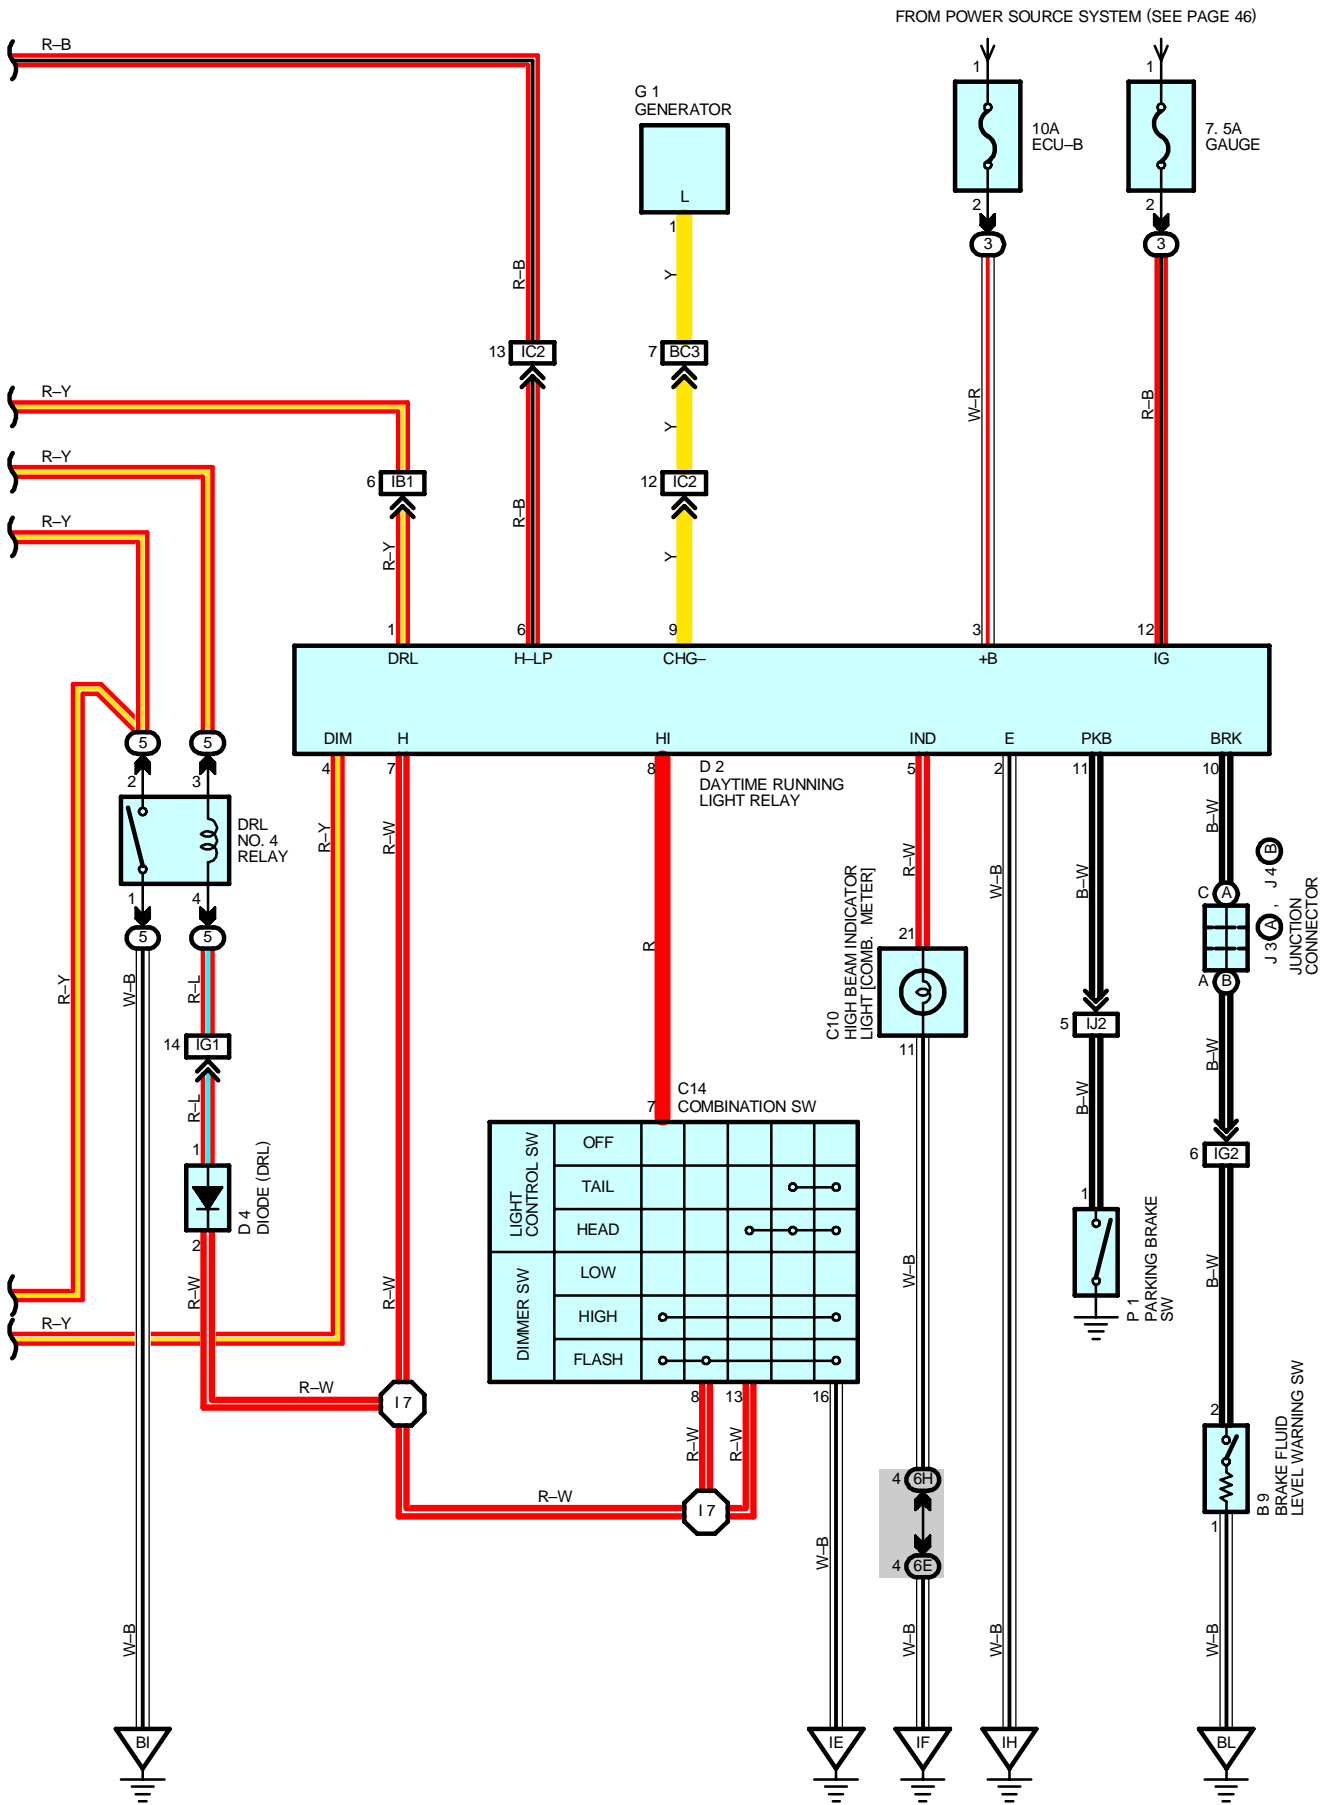 FROM POWER SOURCE SYSTEM (SEE PAGE 46)
R–B
G 1
GENERATOR
L
1
1
1
10A
ECU–B
7. 5A
GAUGE
2
2
3
3
R–B
Y
13 IC2
7 BC3
R–Y
W–R
R–B
Y
R–Y
6 IB1
12 IC2
R–Y
R–B
R–Y
Y
1
6
9
3
12
DRL
H–LP
CHG–
+B
IG
DIM
H
HI
IND
E
PKB
BRK
4
7
8
5
2
11
10
D 2
DAYTIME RUNNING
LIGHT RELAY
5
5
2
3
DRL
NO. 4
RELAY
1
4
5
5
R–Y
R–W
R–W
W–B
B–W
B–W
R
C A
J 3 A , J 4 B
JUNCTION
CONNECTOR
A B
21
C10
HIGH BEAM INDICATOR
LIGHT [COMB. METER]
11
R–Y
W–B
R–L
14 IG1
5 IJ2
B–W
R–L
B–W
1
D 4
DIODE (DRL)
2
C14
COMBINATION SW
7
LIGHT
CONTROL SW
OFF
TAIL
HEAD
DIMMER SW
LOW
HIGH
FLASH
6 IG2
1
P 1
PARKING BRAKE
SW
R–W
R–W
W–B
B–W
R–Y
R–W
I 7
8
13
16
R–W
R–W
2
B 9
BRAKE FLUID
LEVEL WARNING SW
1
R–W
I 7
4 6H
4 6E
W–B
W–B
W–B
W–B
W–B
BI
IE
IF
IH
BL